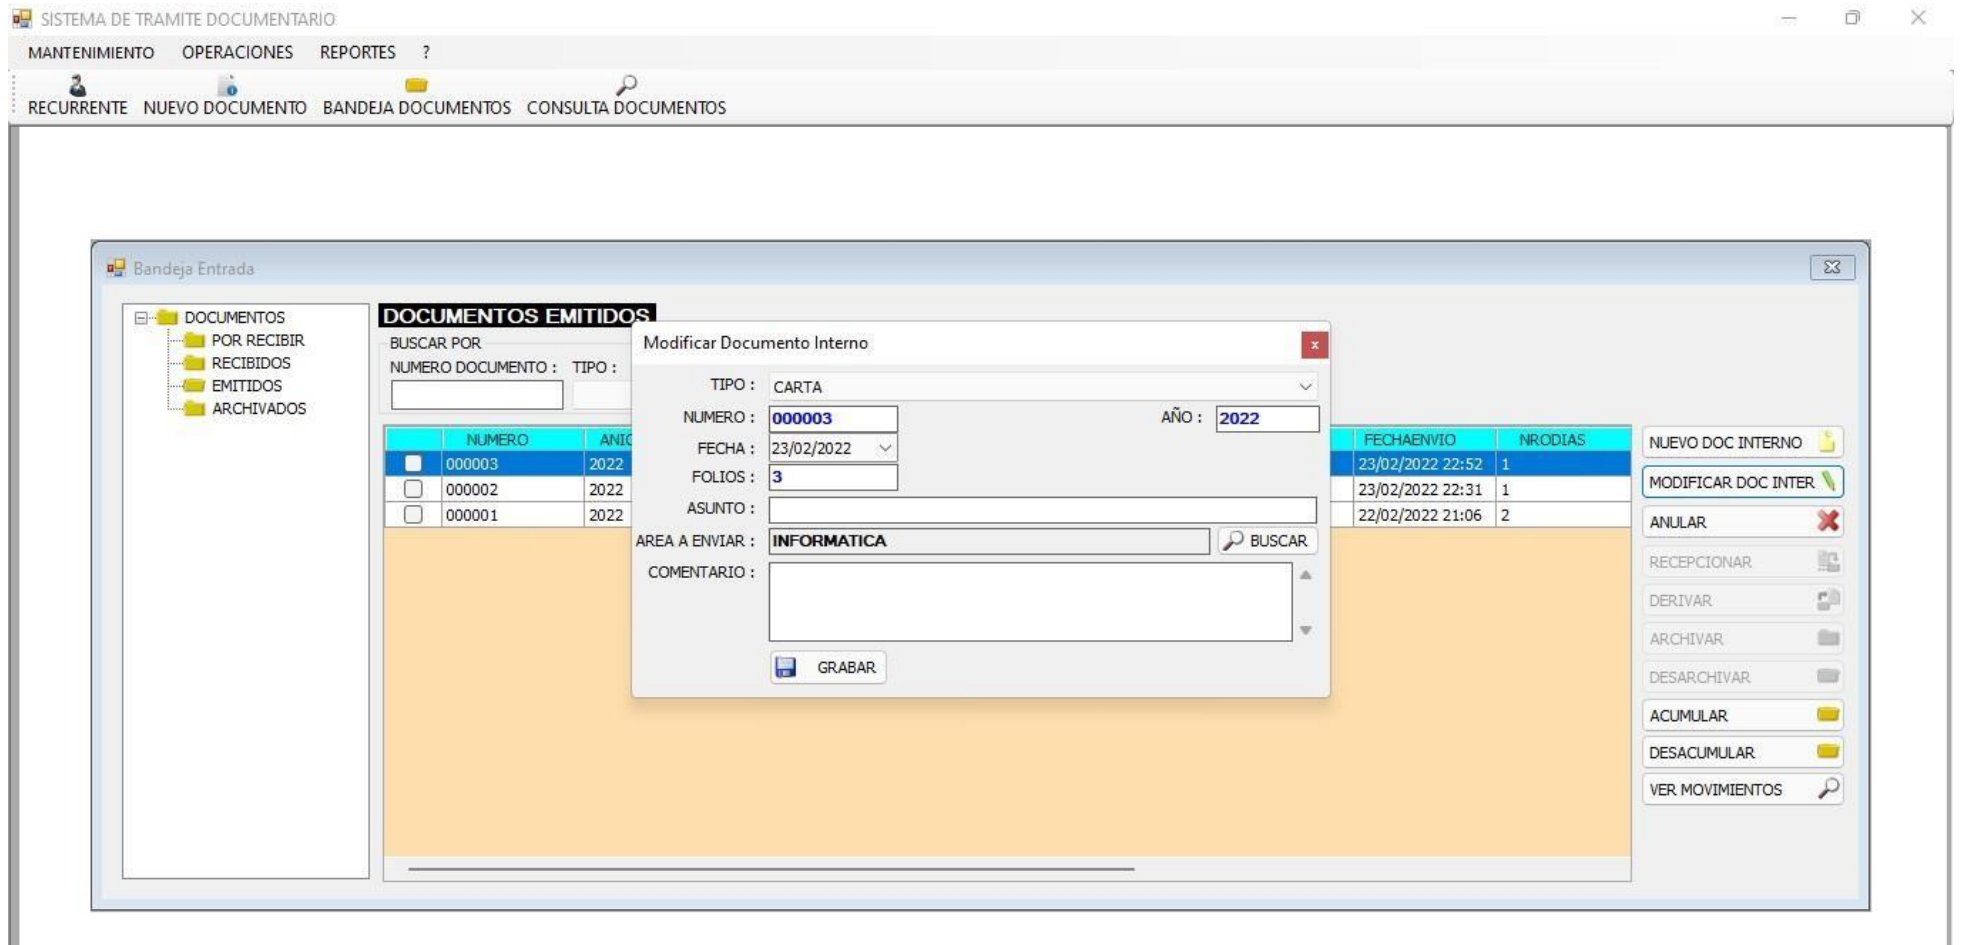 SISTEMA DE TRAMITE DOCUMENTARIO
MANTENIMIENTO OPERACIONES REPORTES ?
RECURRENTE NUEVO DOCUMENTO BANDEJA DOCUMENTOS CONSULTA DOCUMENTOS
Bandeja Entrada
DOCUMENTOS
POR RECIBIR
RECIBIDOS
EMITIDOS
ARCHIVADOS
DOCUMENTOS EMITIDOS
BUSCAR POR
NUMERO DOCUMENTO : TIPO :
NUMERO
000003 2022
000002 2022
000001 2022
Modificar Documento Interno
TIPO : CARTA
NUMERO : 000003 AÑO : 2022
FECHA : 23/02/2022
FOLIOS : 3
ASUNTO :
AREA A ENVIAR : INFORMATICA BUSCAR
COMENTARIO :
GRABAR
FECHAENVIO NRODIAS
23/02/2022 22:52 1
23/02/2022 22:31 1
22/02/2022 21:06 2
NUEVO DOC INTERNO
MODIFICAR DOC INTER
ANULAR
RECEPCIONAR
DERIVAR
ARCHIVAR
DESARCHIVAR
ACUMULAR
DESACUMULAR
VER MOVIMIENTOS